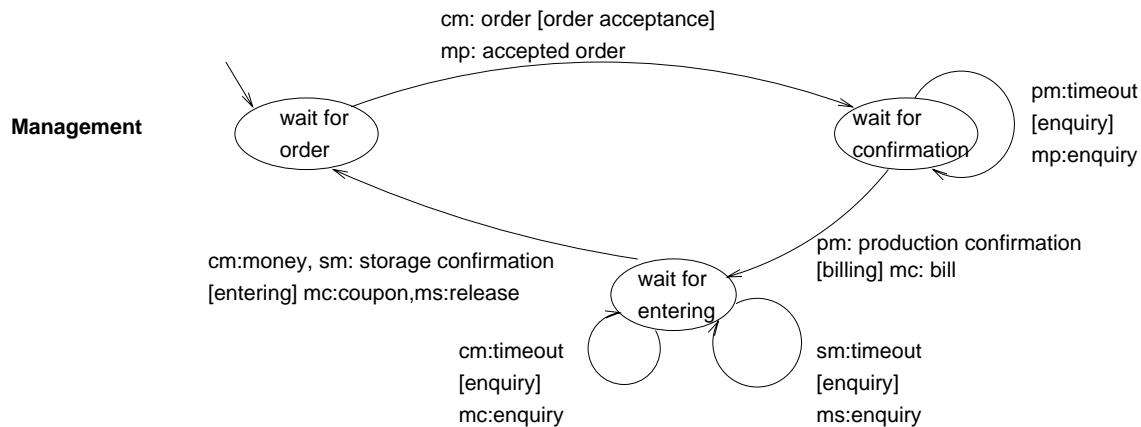 cm: order [order acceptance]
mp: accepted order
Management
wait for
order
wait for
confirmation
pm:timeout
[enquiry]
mp:enquiry
pm: production confirmation
[billing] mc: bill
cm:money, sm: storage confirmation
[entering] mc:coupon,ms:release
wait for
entering
cm:timeout
[enquiry]
mc:enquiry
sm:timeout
[enquiry]
ms:enquiry